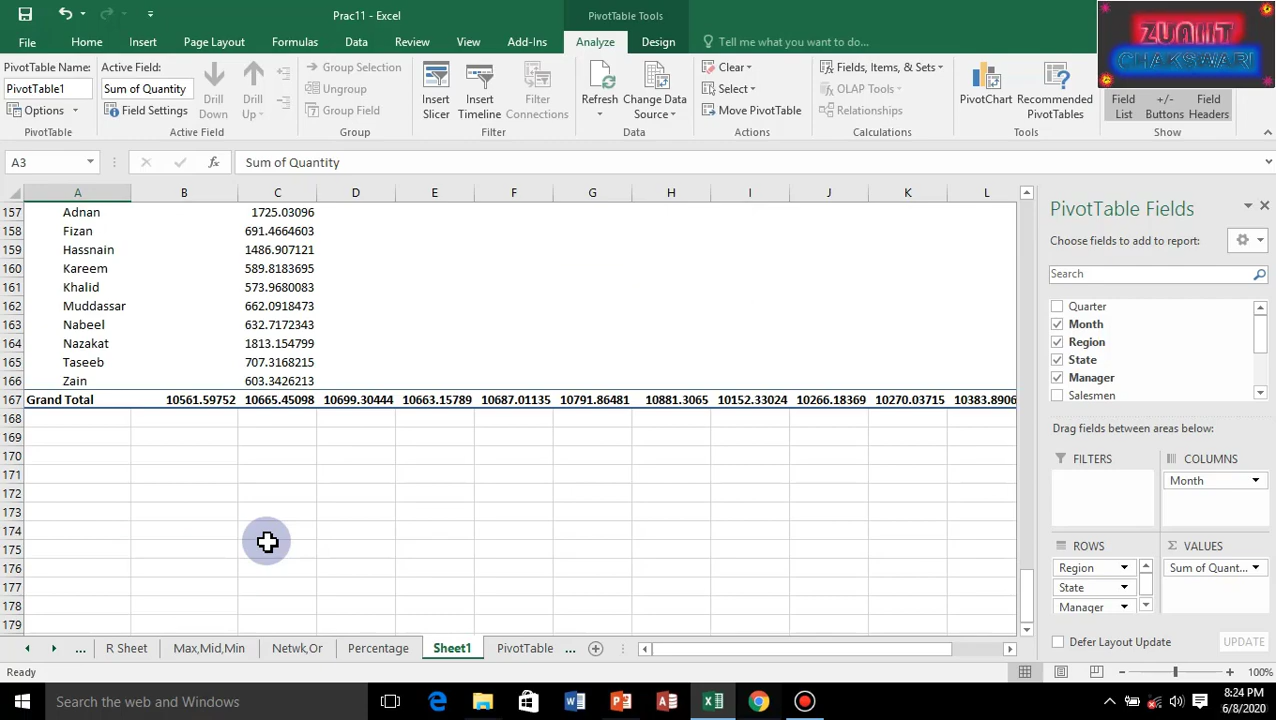 Prac11 - Excel
PivotTable Tools
ZUAIIT
CHAKSWARI
File
Home
Insert
Page Layout
Formulas
Data
Review
View
Add-Ins
Analyze
Design
Tell me what you want to do...
PivotTable Name:
PivotTable1
Options
PivotTable
Active Field:
Sum of Quantity
Field Settings
Drill Down
Drill Up
Active Field
Group Selection
Ungroup
Group Field
Group
Insert Slicer
Insert Timeline
Filter Connections
Filter
Refresh
Change Data Source
Data
Clear
Select
Move PivotTable
Actions
Fields, Items, & Sets
OLAP Tools
Relationships
Calculations
PivotChart
Recommended PivotTables
Tools
Field List
+/- Buttons
Field Headers
Show
A3
fx
Sum of Quantity
A B C D E F G H I J K L
157 Adnan 1725.03096
158 Fizan 691.4664603
159 Hassnain 1486.907121
160 Kareem 589.8183695
161 Khalid 573.9680083
162 Muddassar 662.0918473
163 Nabeel 632.7172343
164 Nazakat 1813.154799
165 Taseeb 707.3168215
166 Zain 603.3426213
167 Grand Total 10561.59752 10665.45098 10699.30444 10663.15789 10687.01135 10791.86481 10881.3065 10152.33024 10266.18369 10270.03715 10383.8906
168
169
170
171
172
173
174
175
176
177
178
179
PivotTable Fields
Choose fields to add to report:
Search
Quarter
Month
Region
State
Manager
Salesmen
Drag fields between areas below:
FILTERS
COLUMNS
Month
ROWS
Region
State
Manager
VALUES
Sum of Quant...
Defer Layout Update
UPDATE
...
R Sheet
Max,Mid,Min
Netwk,Or
Percentage
Sheet1
PivotTable
...
Ready
100%
Search the web and Windows
8:24 PM
6/8/2020